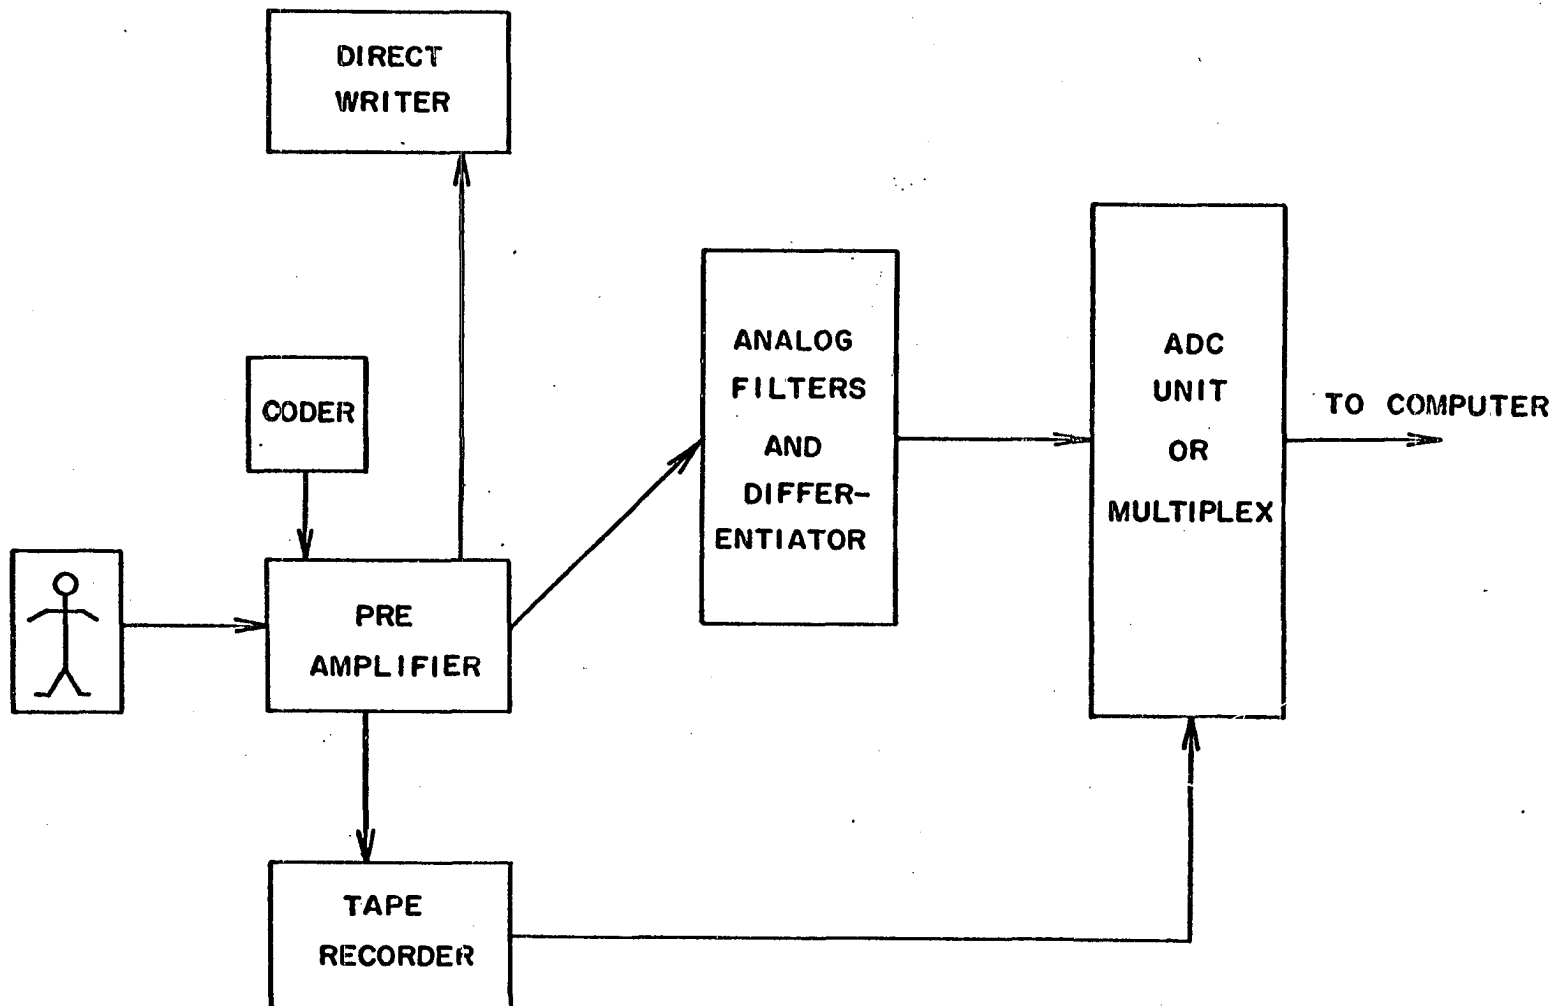 DIRECT
WRITER
CODER
PRE
AMPLIFIER
TAPE
RECORDER
ANALOG
FILTERS
AND
DIFFER-
ENTIATOR
ADC
UNIT
OR
MULTIPLEX
TO COMPUTER